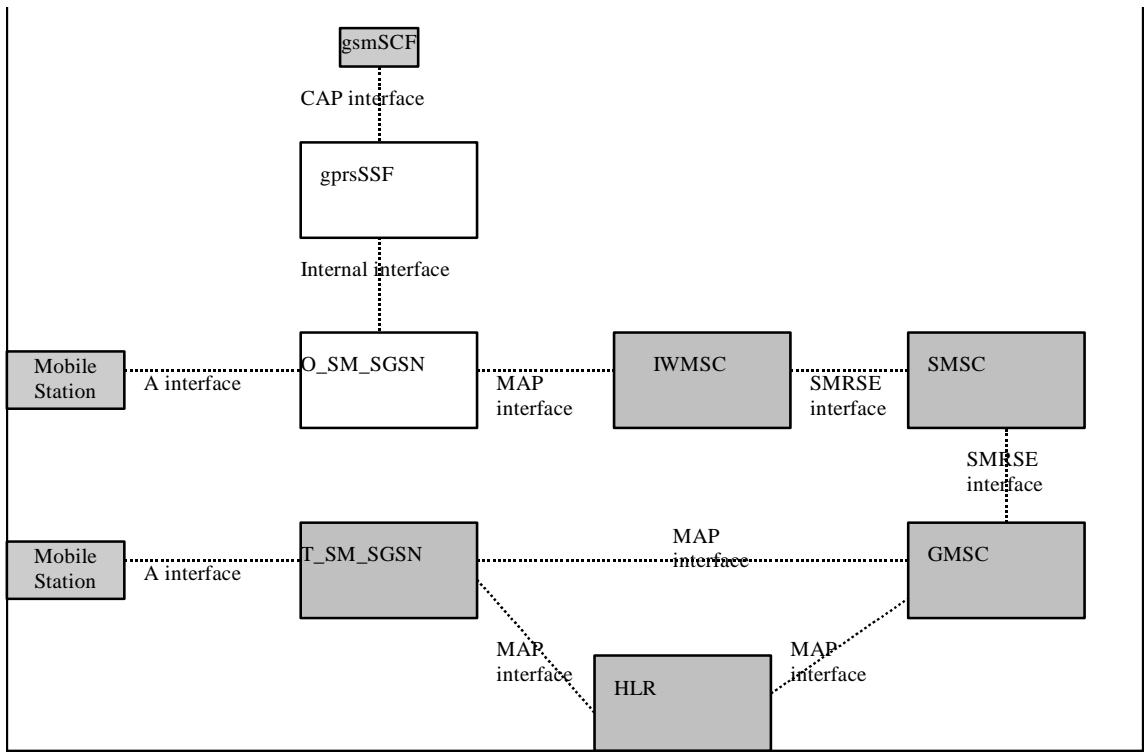 gsmSCF
CAP interface
gprsSSF
Internal interface
Mobile
Station
A interface
O_SM_SGSN
MAP
interface
IWMSC
SMRSE
interface
SMSC
SMRSE
interface
Mobile
Station
A interface
T_SM_SGSN
MAP
interface
GMSC
MAP
interface
HLR
MAP
interface